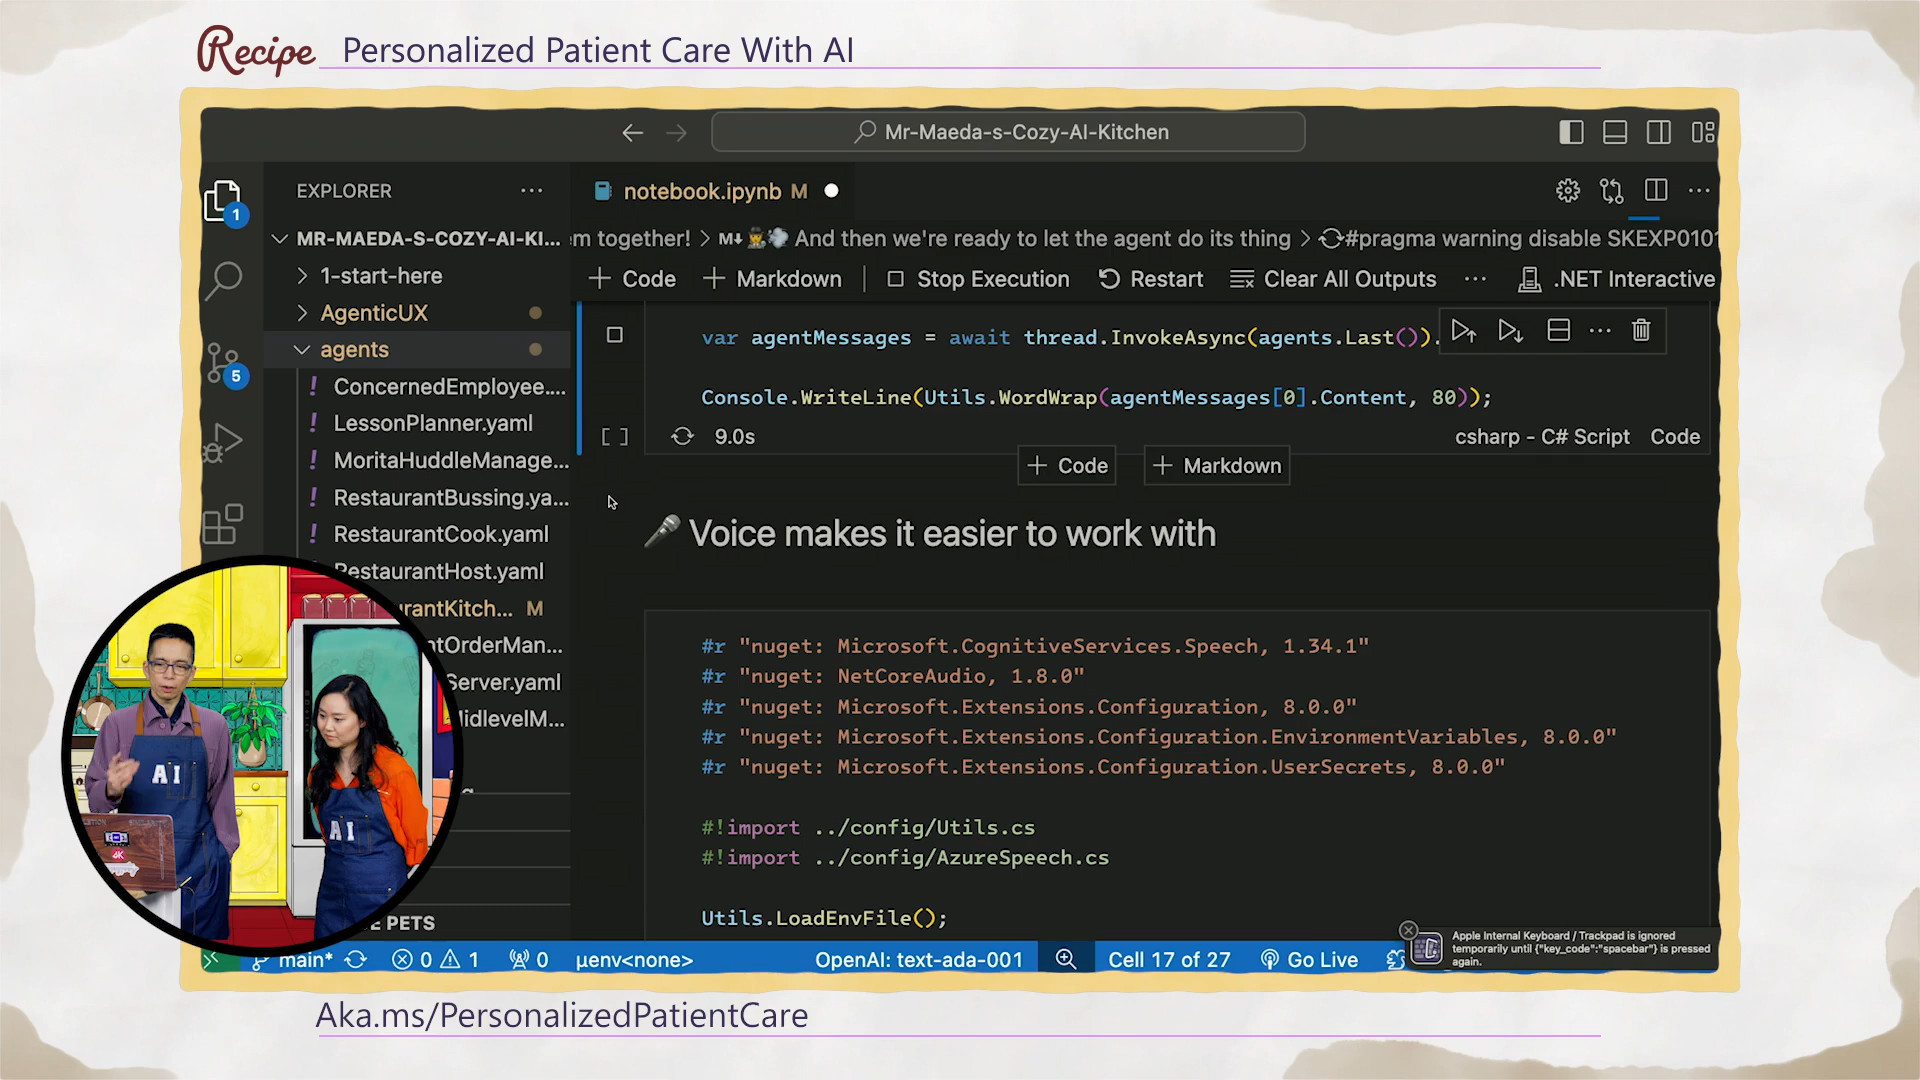 Recipe Personalized Patient Care With AI
Mr-Maeda-s-Cozy-AI-Kitchen
1
EXPLORER
notebook.ipynb M
MR-MAEDA-S-COZY-AI-KI...
m together! > M And then we're ready to let the agent do its thing > #pragma warning disable SKEXP0101
1-start-here
+ Code + Markdown Stop Execution Restart Clear All Outputs ... .NET Interactive
AgenticUX
agents
var agentMessages = await thread.InvokeAsync(agents.Last()).
ConcernedEmployee....
Console.WriteLine(Utils.WordWrap(agentMessages[0].Content, 80));
5
LessonPlanner.yaml
[ ] 9.0s csharp - C# Script Code
MoritaHuddleManage...
+ Code + Markdown
RestaurantBussing.ya...
RestaurantCook.yaml
Voice makes it easier to work with
RestaurantHost.yaml
urantKitch... M
ntOrderMan...
Server.yaml
idlevelM...
#r "nuget: Microsoft.CognitiveServices.Speech, 1.34.1"
#r "nuget: NetCoreAudio, 1.8.0"
#r "nuget: Microsoft.Extensions.Configuration, 8.0.0"
#r "nuget: Microsoft.Extensions.Configuration.EnvironmentVariables, 8.0.0"
#r "nuget: Microsoft.Extensions.Configuration.UserSecrets, 8.0.0"
#!import ../config/Utils.cs
#!import ../config/AzureSpeech.cs
Utils.LoadEnvFile();
AI
AI
E PETS
Apple Internal Keyboard / Trackpad is ignored
temporarily until {"key_code":"spacebar"} is pressed
again.
main* 0 1 0 µenv<none> OpenAI: text-ada-001 Cell 17 of 27 Go Live
Aka.ms/PersonalizedPatientCare